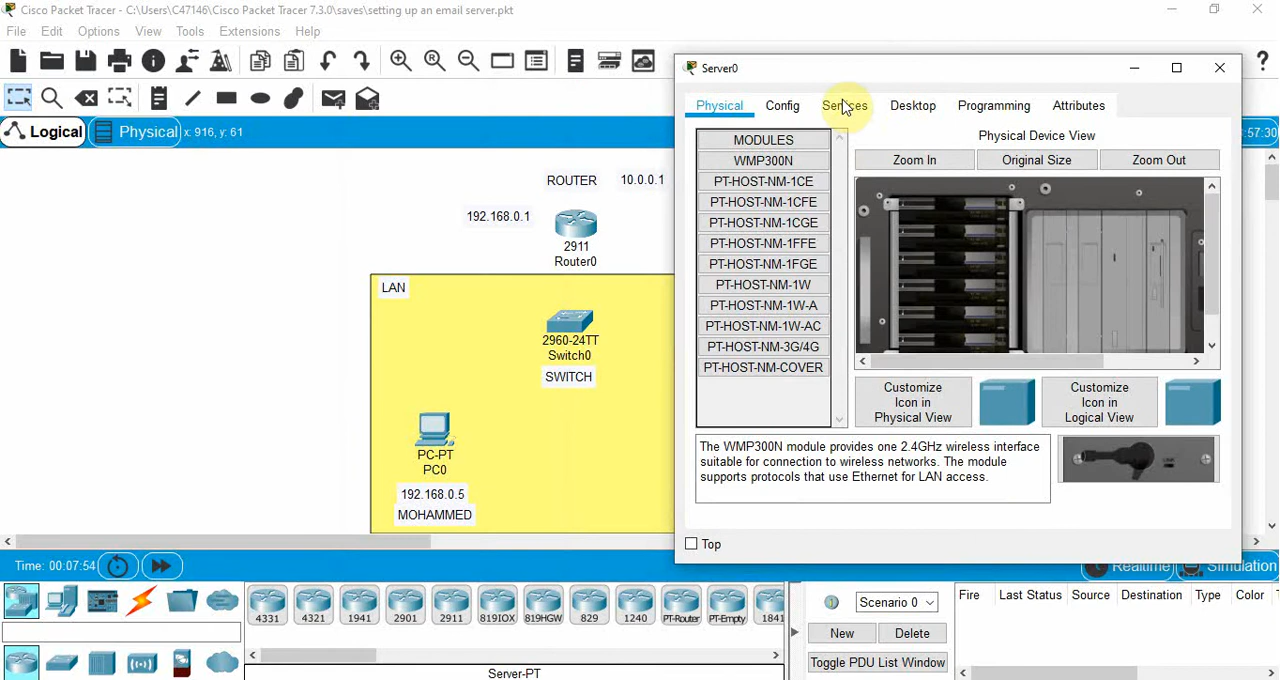 Cisco Packet Tracer - C:\Users\C47146\Cisco Packet Tracer 7.3.0\saves\setting up an email server.pkt
File Edit Options View Tools Extensions Help
Logical Physical x: 916, y: 61
:57:30
ROUTER 10.0.0.1
192.168.0.1
2911
Router0
LAN
2960-24TT
Switch0
SWITCH
PC-PT
PC0
192.168.0.5
MOHAMMED
Server0
Physical Config Services Desktop Programming Attributes
MODULES
WMP300N
PT-HOST-NM-1CE
PT-HOST-NM-1CFE
PT-HOST-NM-1CGE
PT-HOST-NM-1FFE
PT-HOST-NM-1FGE
PT-HOST-NM-1W
PT-HOST-NM-1W-A
PT-HOST-NM-1W-AC
PT-HOST-NM-3G/4G
PT-HOST-NM-COVER
Physical Device View
Zoom In Original Size Zoom Out
Customize
Icon in
Physical View
Customize
Icon in
Logical View
The WMP300N module provides one 2.4GHz wireless interface
suitable for connection to wireless networks. The module
supports protocols that use Ethernet for LAN access.
Top
Time: 00:07:54
Realtime Simulation
4331 4321 1941 2901 2911 819IOX 819HGW 829 1240 PT-Router PT-Empty 1841
Server-PT
Scenario 0
New Delete
Toggle PDU List Window
Fire Last Status Source Destination Type Color